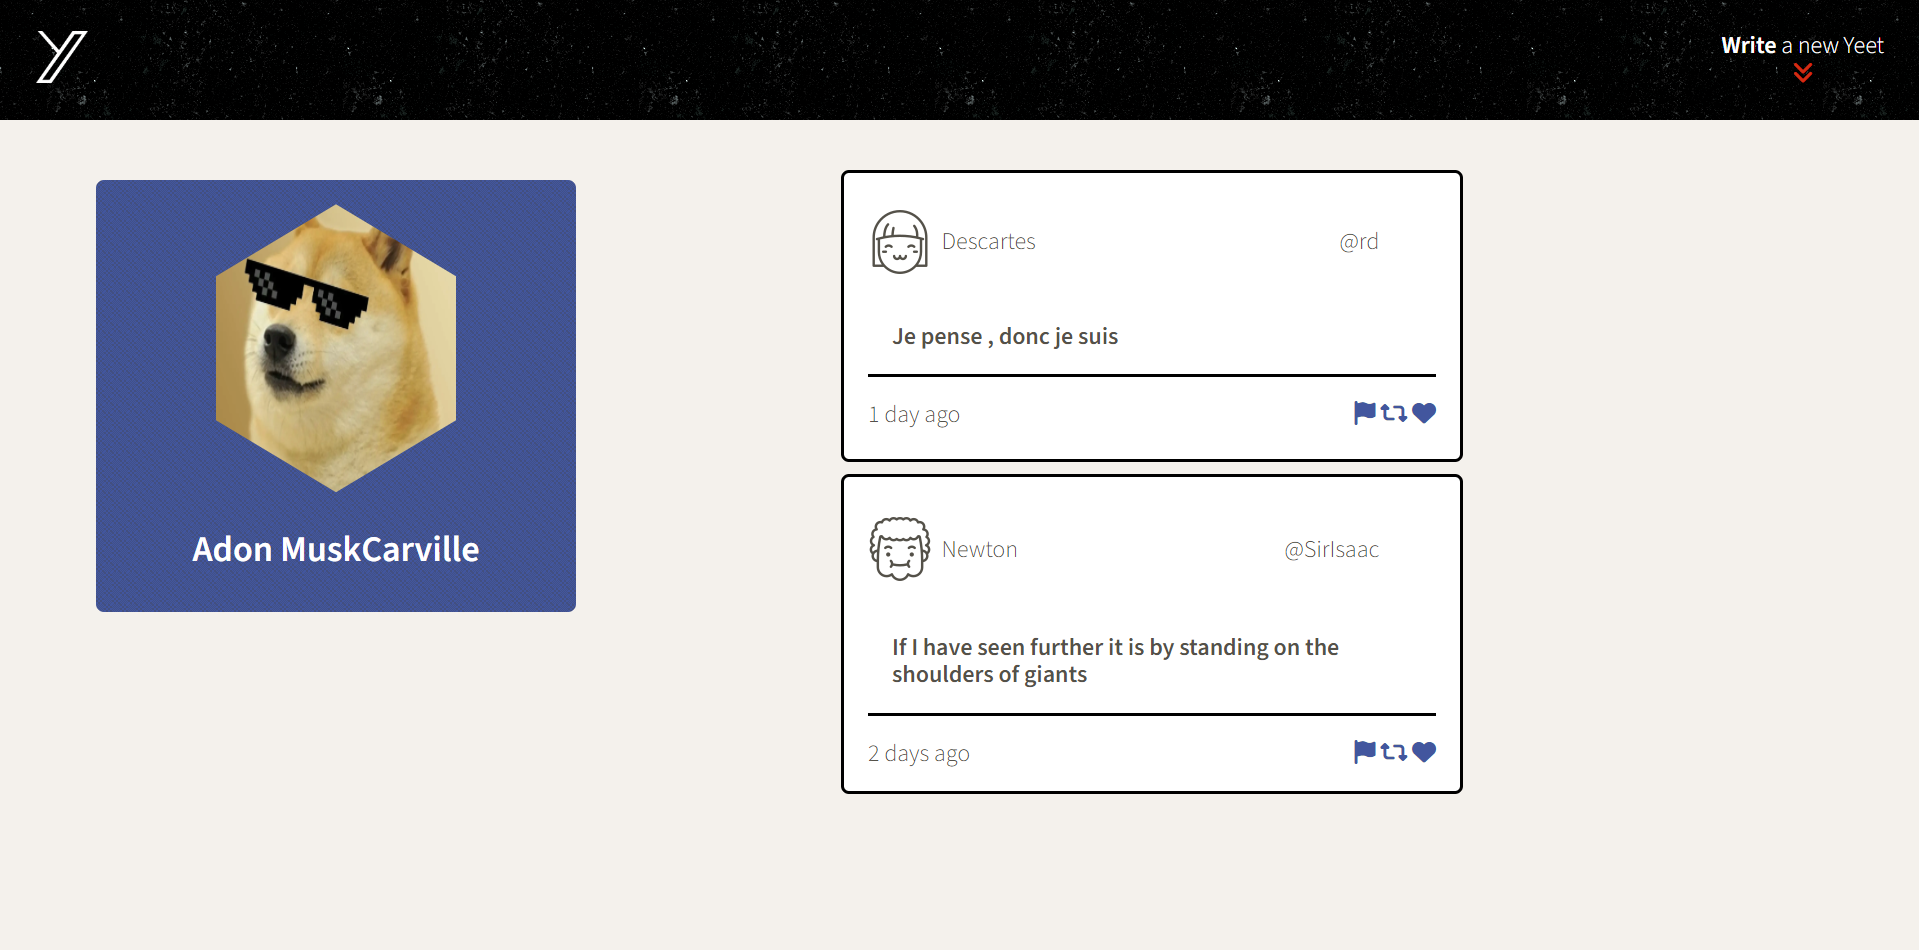 Y
Write a new Yeet
Adon MuskCarville
Descartes @rd
Je pense , donc je suis
1 day ago
Newton @SirIsaac
If I have seen further it is by standing on the
shoulders of giants
2 days ago